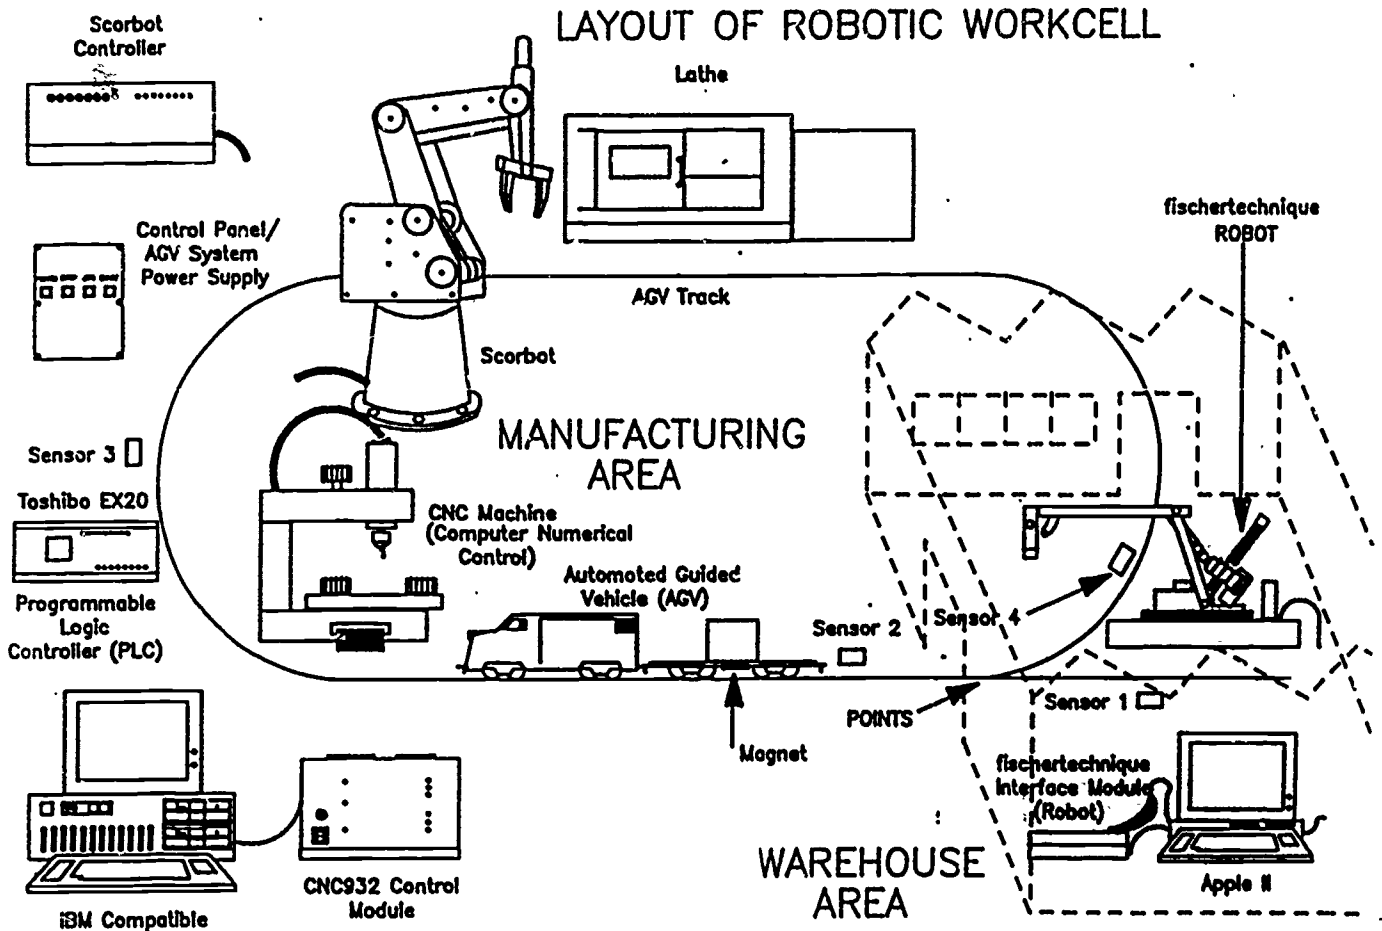 LAYOUT OF ROBOTIC WORKCELL
Scorbot
Controller
Lathe
fischertechnique
ROBOT
Control Panel/
AGV System
Power Supply
AGV Track
Scorbot
MANUFACTURING
AREA
Sensor 3
Toshibo EX20
CNC Machine
(Computer Numerical
Control)
Automated Guided
Vehicle (AGV)
Programmable
Logic
Controller (PLC)
Sensor 2
Sensor 4
Sensor 1
POINTS
Magnet
fischertechnique
Interface Module
(Robot)
WAREHOUSE
AREA
CNC932 Control
Module
Apple II
IBM Compatible